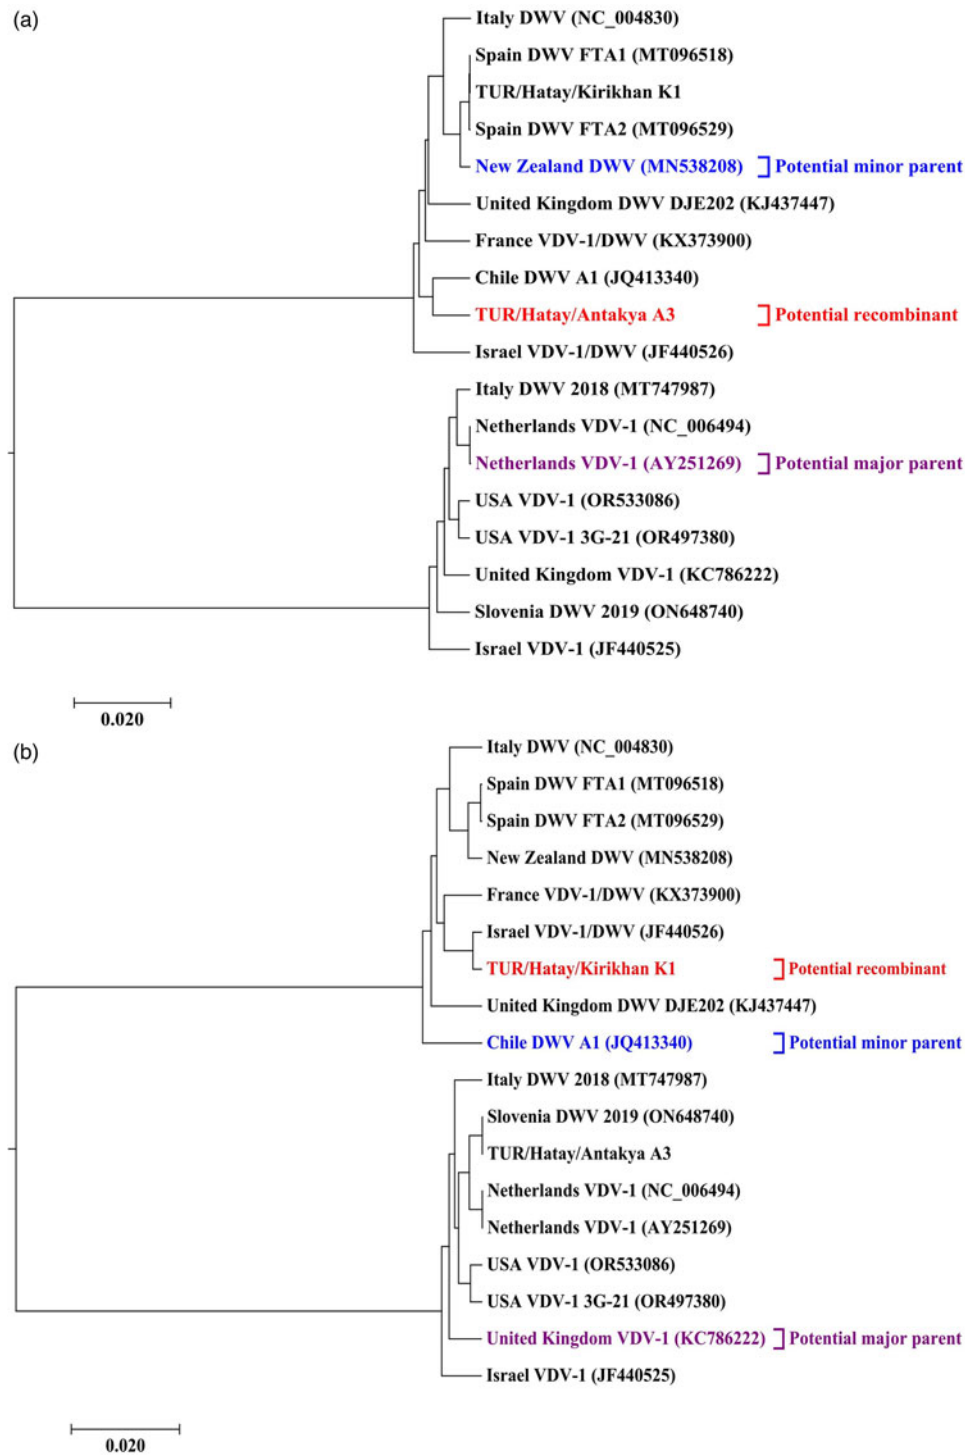 (a)
Italy DWV (NC_004830)
Spain DWV FTA1 (MT096518)
TUR/Hatay/Kirikhan K1
Spain DWV FTA2 (MT096529)
New Zealand DWV (MN538208) Potential minor parent
United Kingdom DWV DJE202 (KJ437447)
France VDV-1/DWV (KX373900)
Chile DWV A1 (JQ413340)
TUR/Hatay/Antakya A3 Potential recombinant
Israel VDV-1/DWV (JF440526)
Italy DWV 2018 (MT747987)
Netherlands VDV-1 (NC_006494)
Netherlands VDV-1 (AY251269) Potential major parent
USA VDV-1 (OR533086)
USA VDV-1 3G-21 (OR497380)
United Kingdom VDV-1 (KC786222)
Slovenia DWV 2019 (ON648740)
Israel VDV-1 (JF440525)
0.020
(b)
Italy DWV (NC_004830)
Spain DWV FTA1 (MT096518)
Spain DWV FTA2 (MT096529)
New Zealand DWV (MN538208)
France VDV-1/DWV (KX373900)
Israel VDV-1/DWV (JF440526)
TUR/Hatay/Kirikhan K1 Potential recombinant
United Kingdom DWV DJE202 (KJ437447)
Chile DWV A1 (JQ413340) Potential minor parent
Italy DWV 2018 (MT747987)
Slovenia DWV 2019 (ON648740)
TUR/Hatay/Antakya A3
Netherlands VDV-1 (NC_006494)
Netherlands VDV-1 (AY251269)
USA VDV-1 (OR533086)
USA VDV-1 3G-21 (OR497380)
United Kingdom VDV-1 (KC786222) Potential major parent
Israel VDV-1 (JF440525)
0.020